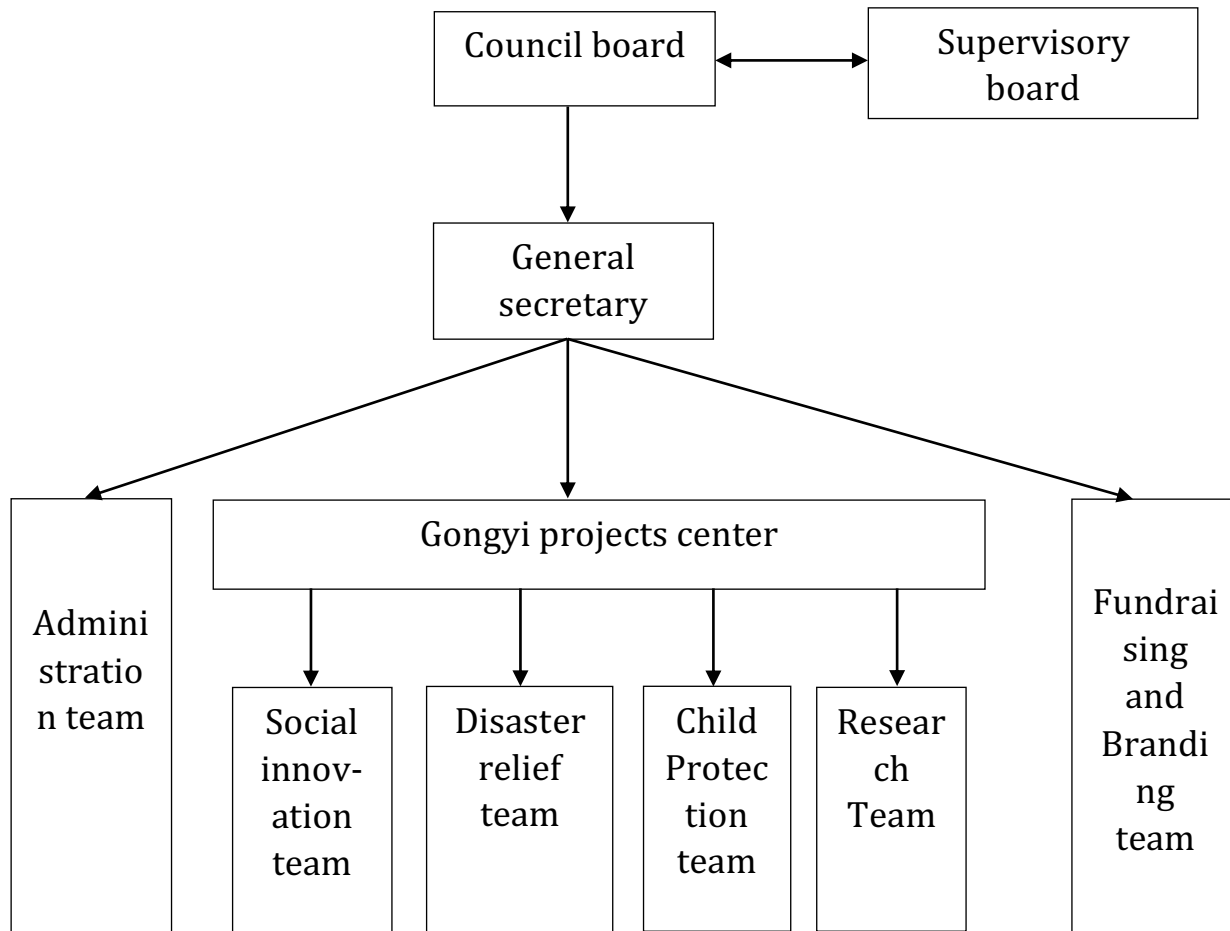 Council board
Supervisory
board
General
secretary
Gongyi projects center
Admini
stratio
n team
Social
innov-
ation
team
Disaster
relief
team
Child
Protec
tion
team
Resear
ch
Team
Fundrai
sing
and
Brandi
ng
team